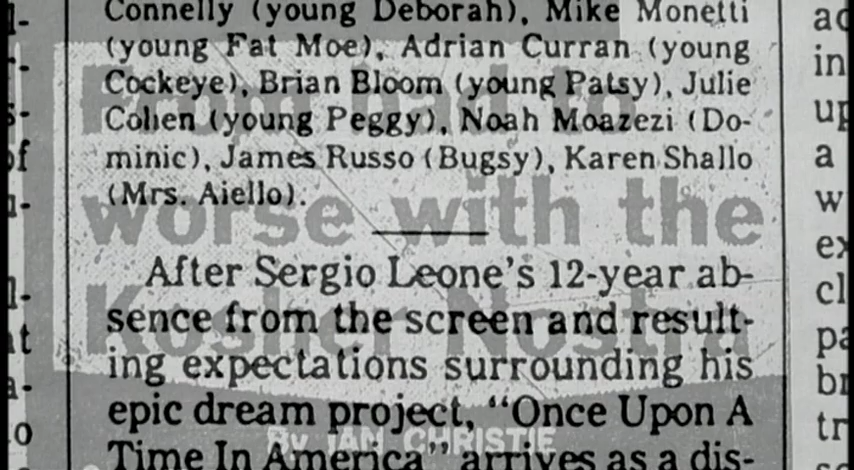 Connelly (young Deborah), Mike Monetti
(young Fat Moe), Adrian Curran (young
Cockeye), Brian Bloom (young Patsy), Julie
Cohen (young Peggy), Noah Moazezi (Do-
minic), James Russo (Bugsy), Karen Shallo
(Mrs. Aiello).
After Sergio Leone's 12-year ab-
sence from the screen and result-
ing expectations surrounding his
epic dream project, “Once Upon A
Time In America” arrives as a dis-
From bad to
worse with the
Kosher Nostra
By IAN CHRISTIE